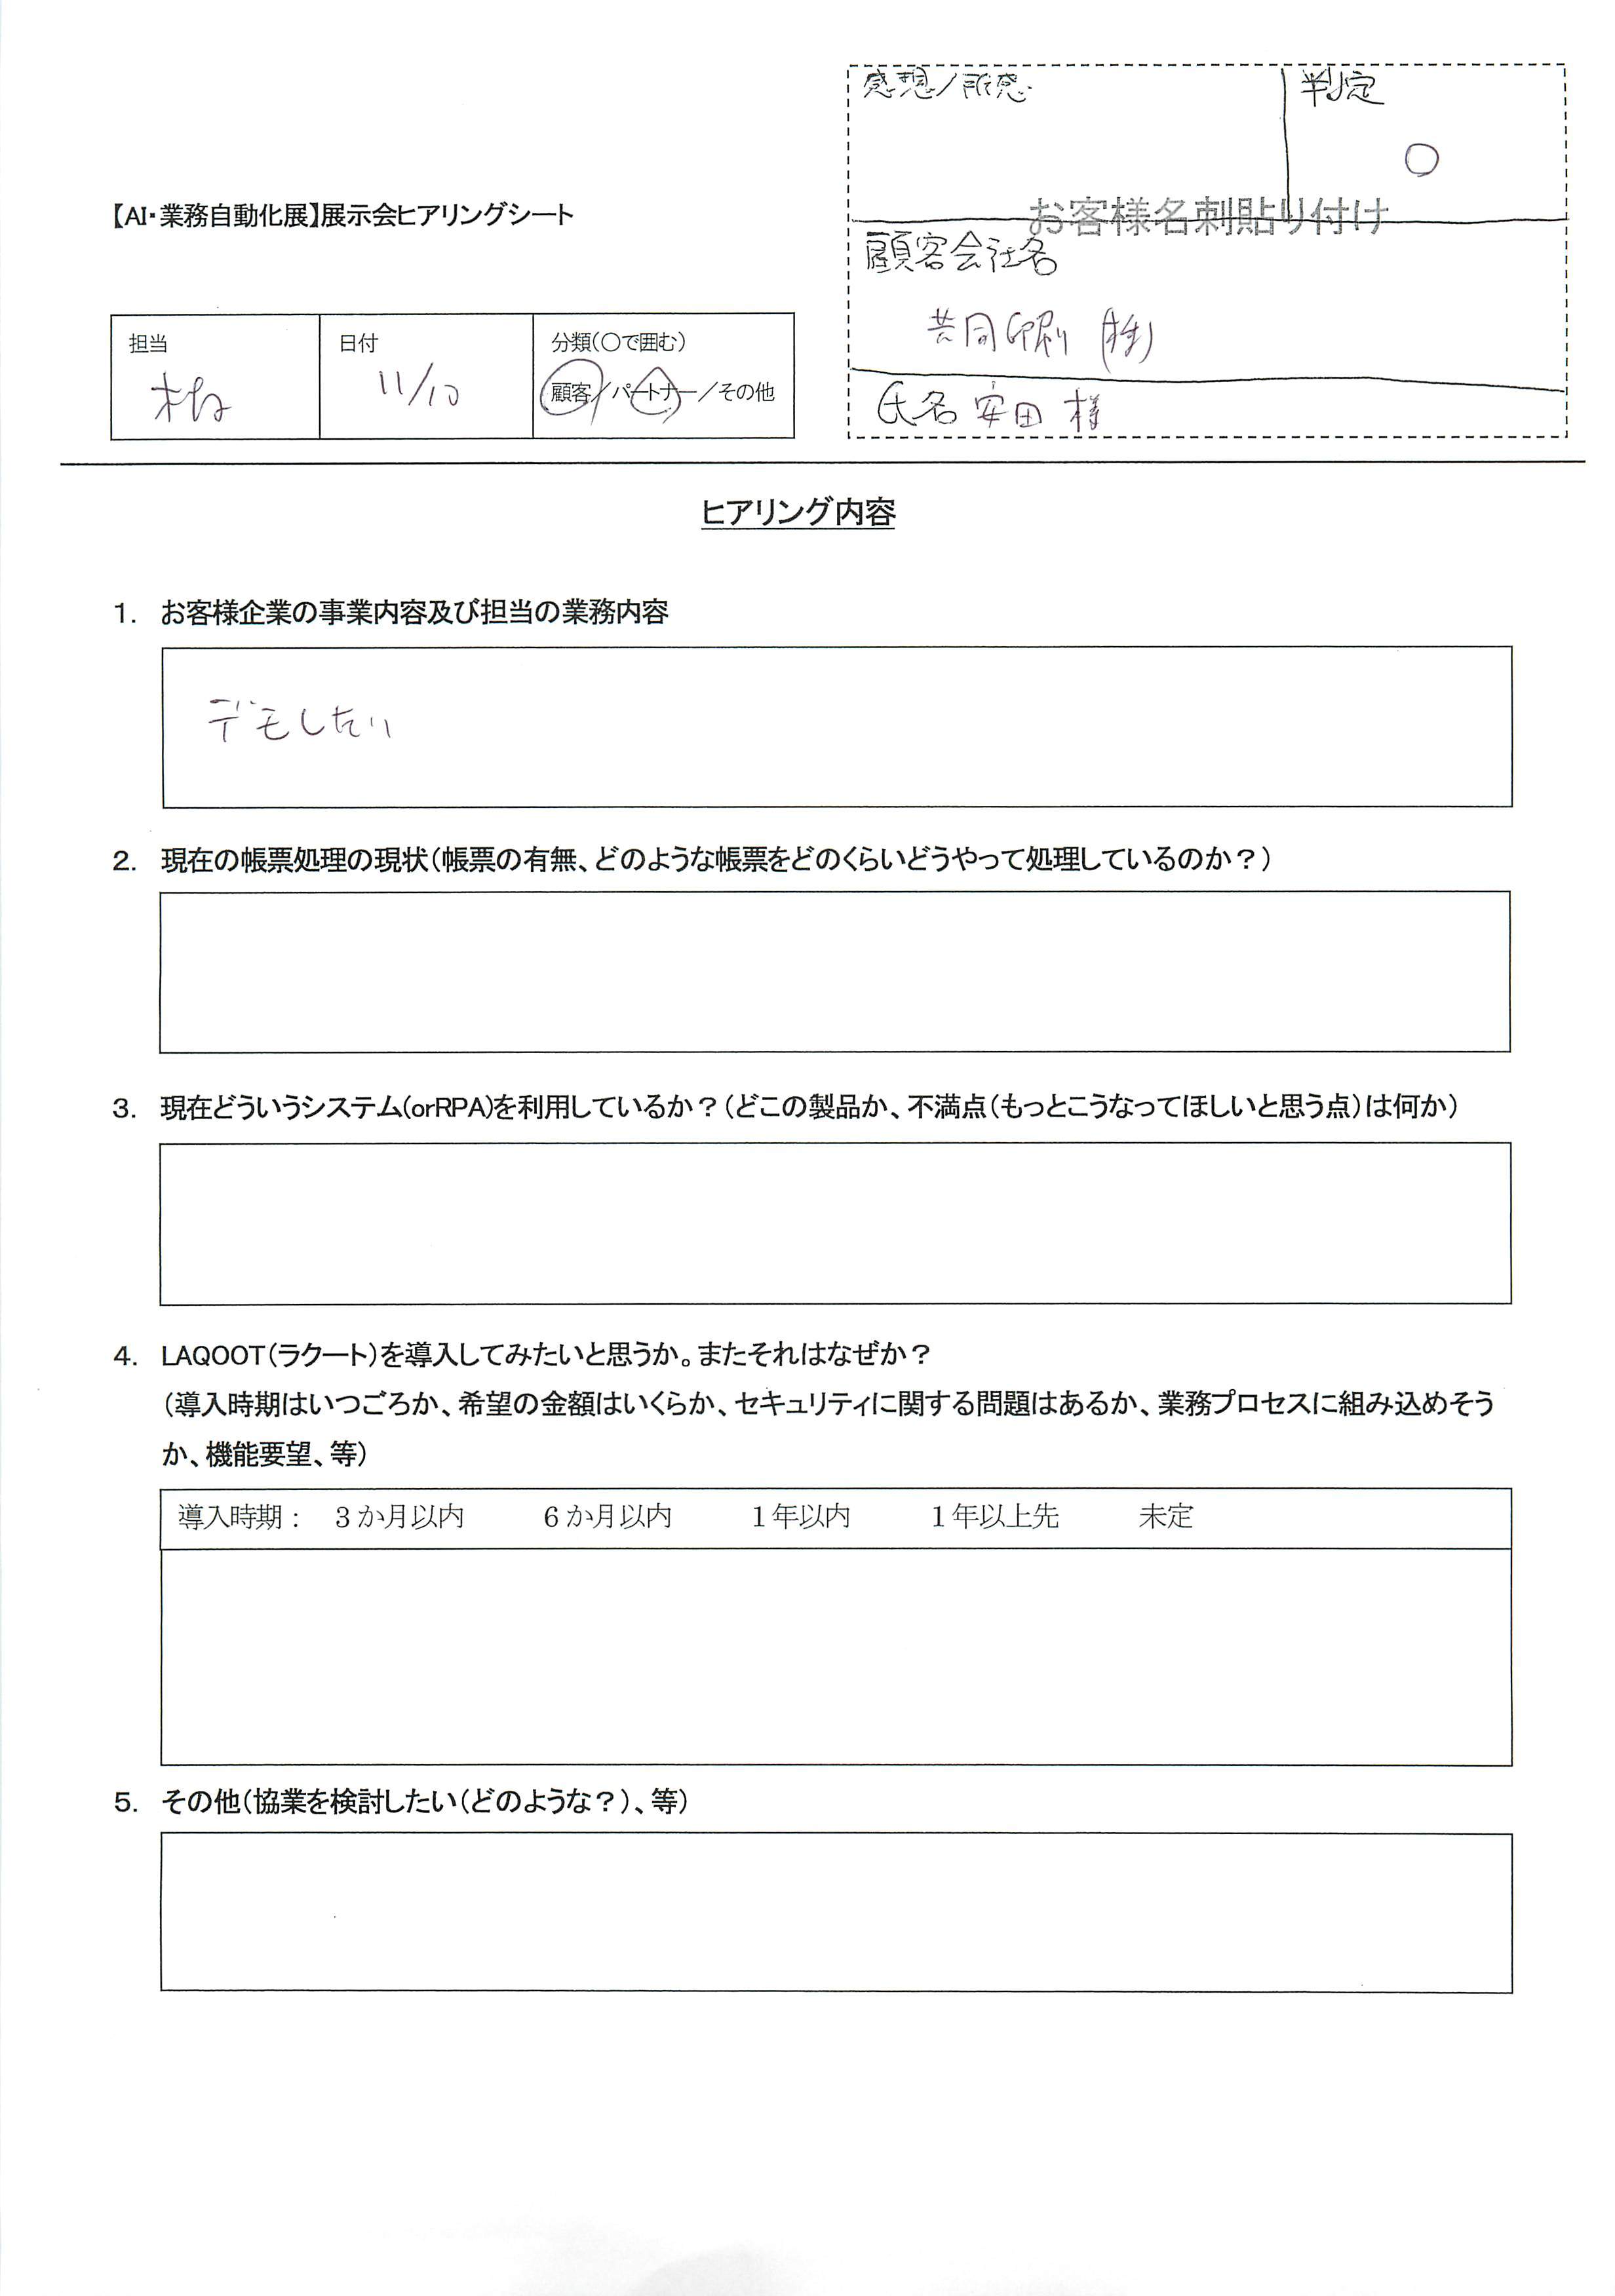 感想／所感
判定
○
【AI・業務自動化展】展示会ヒアリングシート
お客様名刺貼り付け
顧客会社名
共同印刷(株)
氏名 安田 様
担当
日付
11/10
分類(〇で囲む)
顧客／パートナー／その他
ヒアリング内容
1. お客様企業の事業内容及び担当の業務内容
デモしたい
2. 現在の帳票処理の現状(帳票の有無、どのような帳票をどのくらいどうやって処理しているのか？)
3. 現在どういうシステム(orRPA)を利用しているか？(どこの製品か、不満点(もっとこうなってほしいと思う点)は何か)
4. LAQOOT(ラクート)を導入してみたいと思うか。またそれはなぜか？
(導入時期はいつごろか、希望の金額はいくらか、セキュリティに関する問題はあるか、業務プロセスに組み込めそう
か、機能要望、等)
導入時期： 3か月以内 6か月以内 1年以内 1年以上先 未定
5. その他(協業を検討したい(どのような？)、等)